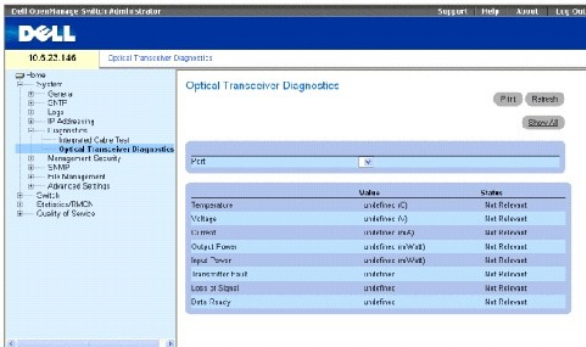 Dell OpenManage Switch Administrator
Support Help About Log Out
DELL
10.6.22.146
Optical Transceiver Diagnostics
Home
System
General
SNTP
Logs
IP Addressing
Diagnostics
Integrated Cable Test
Optical Transceiver Diagnostics
Management Security
SNMP
File Management
Advanced Settings
Switch
Statistics/RMON
Quality of Service
Optical Transceiver Diagnostics
Print Refresh
Show All
Port
Value Status
Temperature undefined (C) Not Relevant
Voltage undefined (V) Not Relevant
Current undefined (mA) Not Relevant
Output Power undefined (mWatt) Not Relevant
Input Power undefined (mWatt) Not Relevant
Transmitter Fault undefined Not Relevant
Loss of Signal undefined Not Relevant
Data Ready undefined Not Relevant